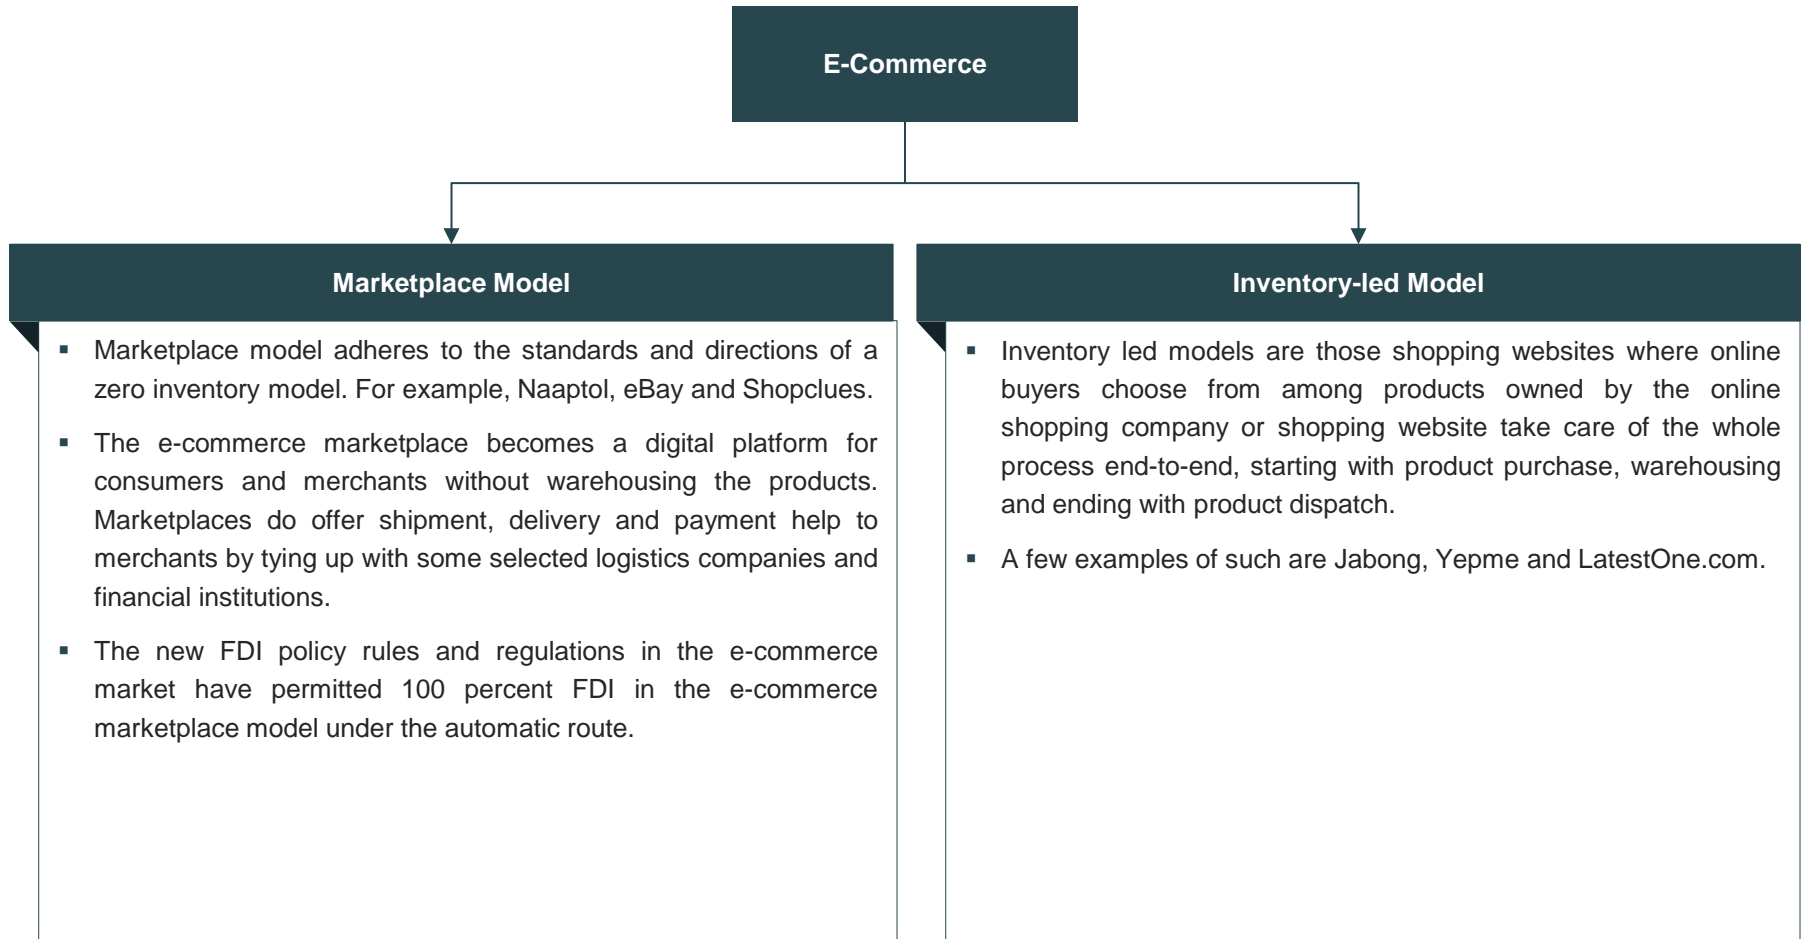 E-Commerce
Marketplace Model
▪ Marketplace model adheres to the standards and directions of a
zero inventory model. For example, Naaptol, eBay and Shopclues.
▪ The e-commerce marketplace becomes a digital platform for
consumers and merchants without warehousing the products.
Marketplaces do offer shipment, delivery and payment help to
merchants by tying up with some selected logistics companies and
financial institutions.
▪ The new FDI policy rules and regulations in the e-commerce
market have permitted 100 percent FDI in the e-commerce
marketplace model under the automatic route.
Inventory-led Model
▪ Inventory led models are those shopping websites where online
buyers choose from among products owned by the online
shopping company or shopping website take care of the whole
process end-to-end, starting with product purchase, warehousing
and ending with product dispatch.
▪ A few examples of such are Jabong, Yepme and LatestOne.com.